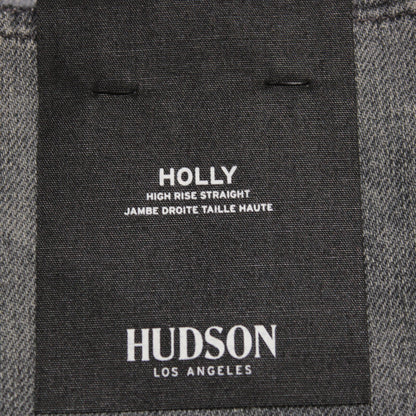 HOLLY
HIGH RISE STRAIGHT
JAMBE DROITE TAILLE HAUTE
HUDSON
LOS ANGELES